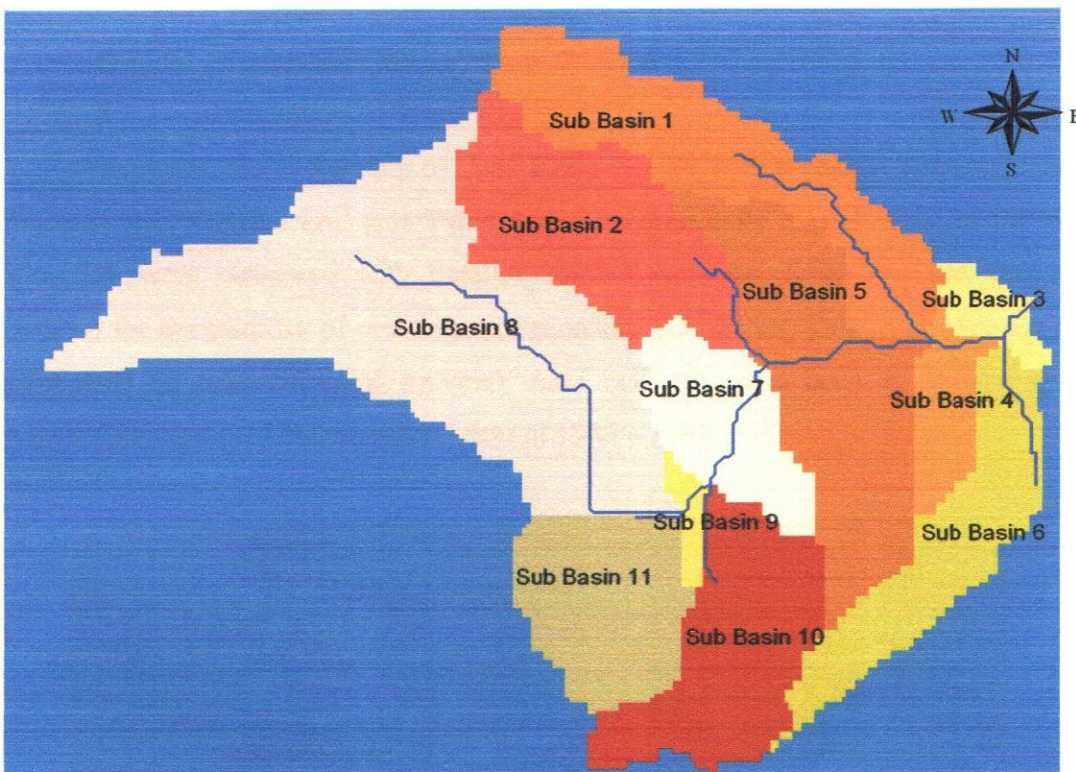 N
Sub Basin 1
W
E
S
Sub Basin 2
Sub Basin 5
Sub Basin 3
Sub Basin 8
Sub Basin 7
Sub Basin 4
Sub Basin 9
Sub Basin 6
Sub Basin 11
Sub Basin 10